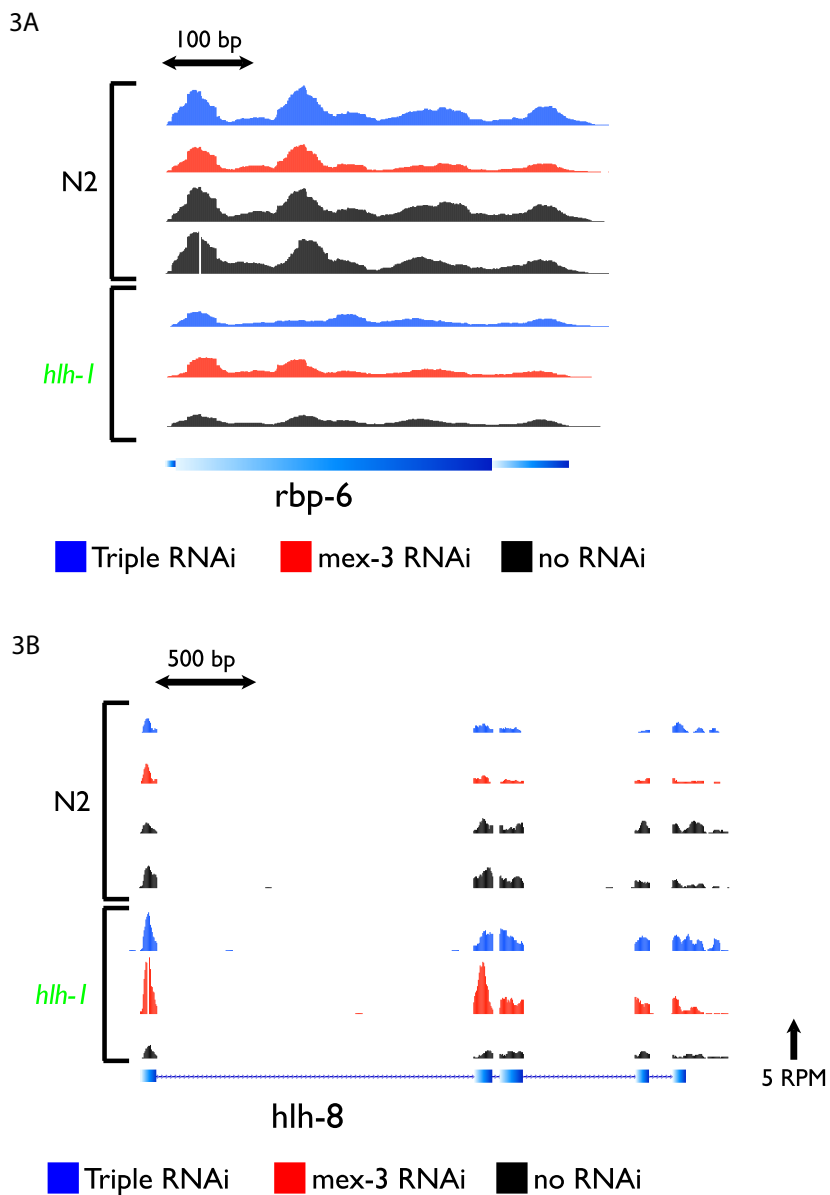 3A
100 bp
N2
hlh-1
rbp-6
Triple RNAi
mex-3 RNAi
no RNAi
3B
500 bp
N2
hlh-1
5 RPM
hlh-8
Triple RNAi
mex-3 RNAi
no RNAi